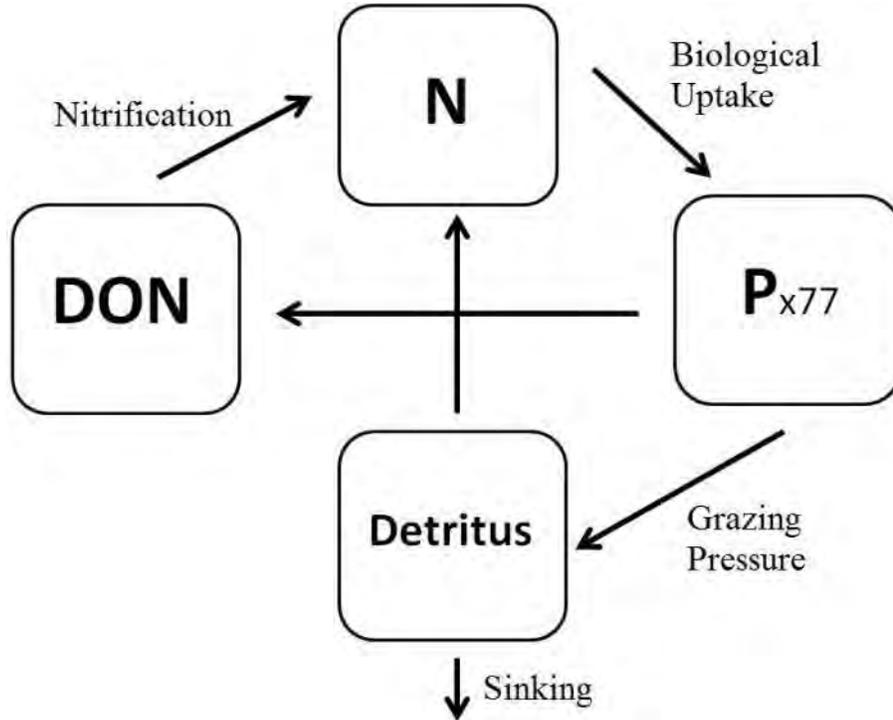 N
Biological
Uptake
Nitrification
DON
Px77
Detritus
Grazing
Pressure
Sinking